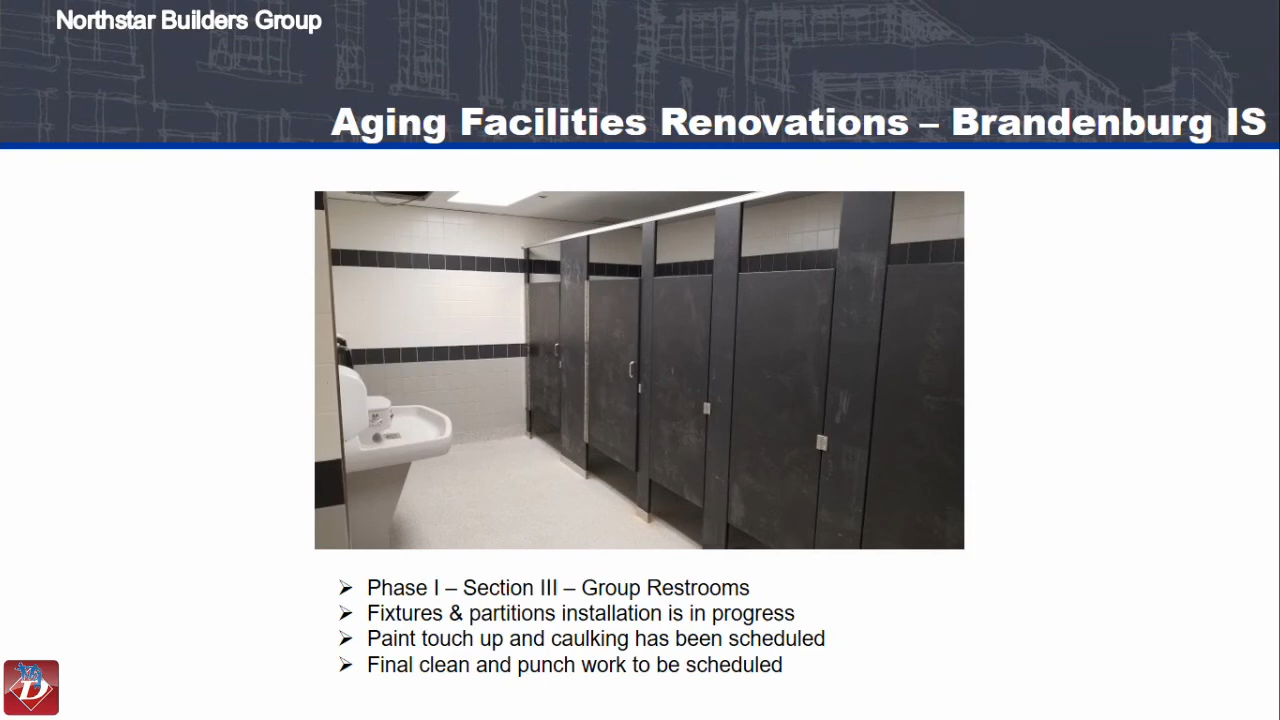 Northstar Builders Group
Aging Facilities Renovations – Brandenburg IS
➢ Phase I – Section III – Group Restrooms
➢ Fixtures & partitions installation is in progress
➢ Paint touch up and caulking has been scheduled
➢ Final clean and punch work to be scheduled
D